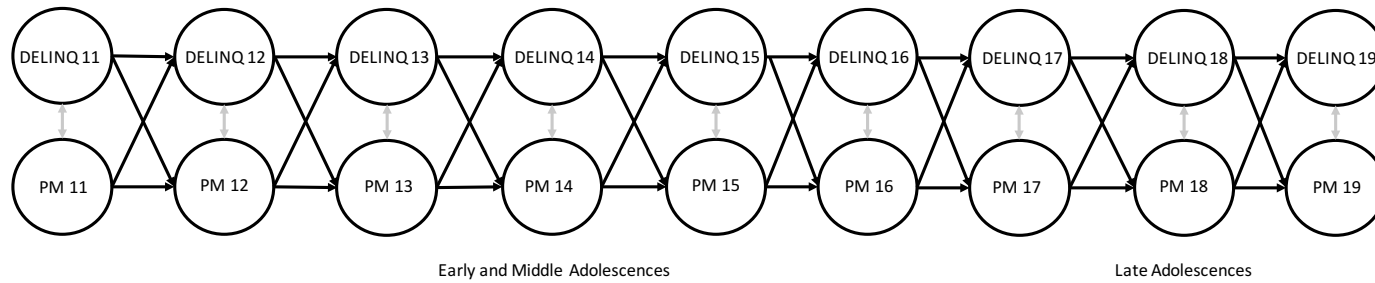 DELINQ 11 DELINQ 12 DELINQ 13 DELINQ 14 DELINQ 15 DELINQ 16 DELINQ 17 DELINQ 18 DELINQ 19
PM 11 PM 12 PM 13 PM 14 PM 15 PM 16 PM 17 PM 18 PM 19
Early and Middle Adolescences Late Adolescences